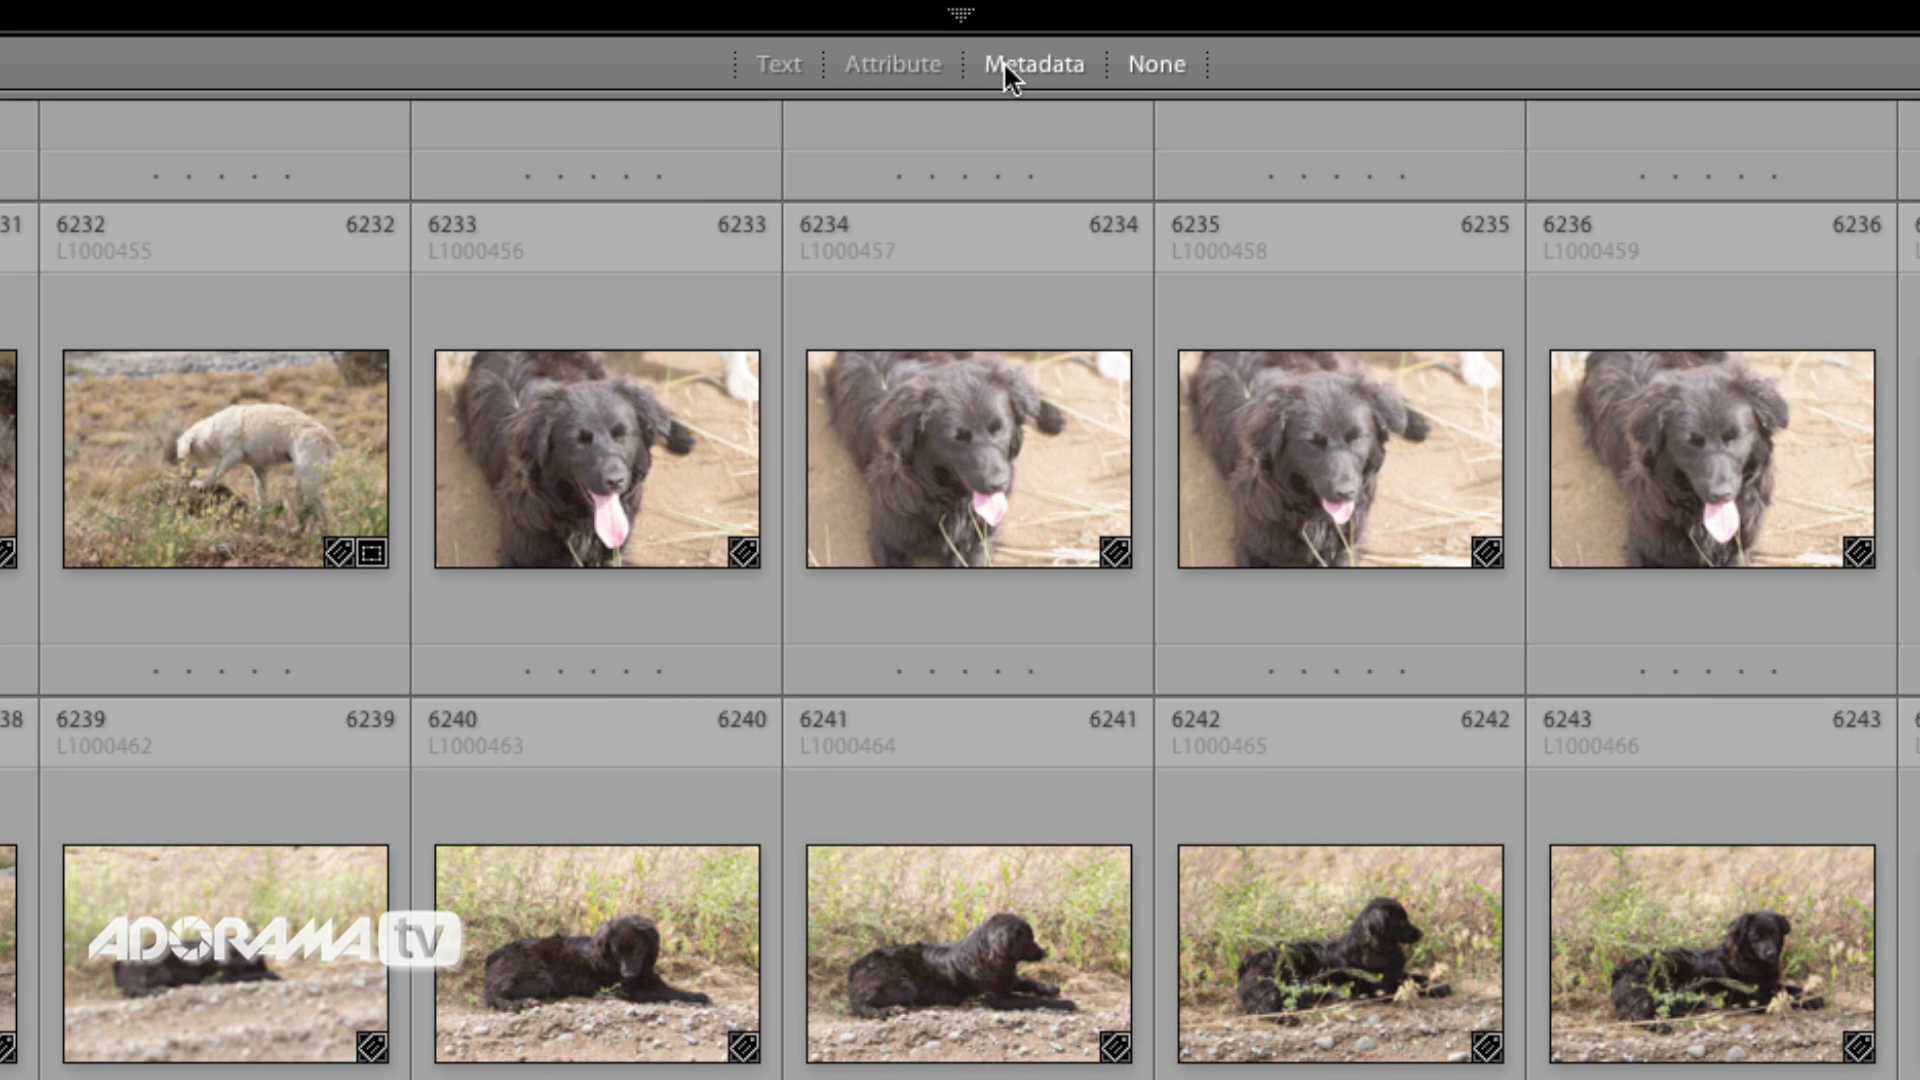 Text Attribute Metadata None
31 6232 6232 6233 6233 6234 6234 6235 6235 6236 6236
L1000455 L1000456 L1000457 L1000458 L1000459
38 6239 6239 6240 6240 6241 6241 6242 6242 6243 6243
L1000462 L1000463 L1000464 L1000465 L1000466
ADORAMA tv